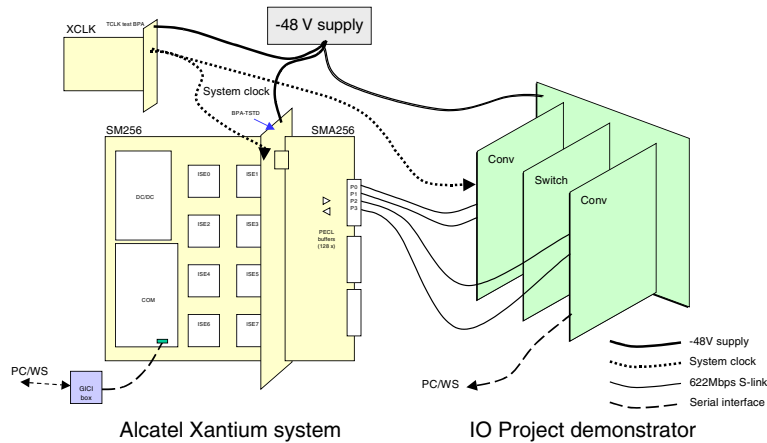 XCLK
TCLK test BPA
-48 V supply
System clock
BPA-TSTD
SM256
SMA256
DC/DC
COM
ISE0
ISE1
ISE2
ISE3
ISE4
ISE5
ISE6
ISE7
P0
P1
P2
P3
PECL
buffers
(128 x)
Conv
Switch
Conv
PC/WS
GICI
box
PC/WS
-48V supply
System clock
622Mbps S-link
Serial interface
Alcatel Xantium system
IO Project demonstrator